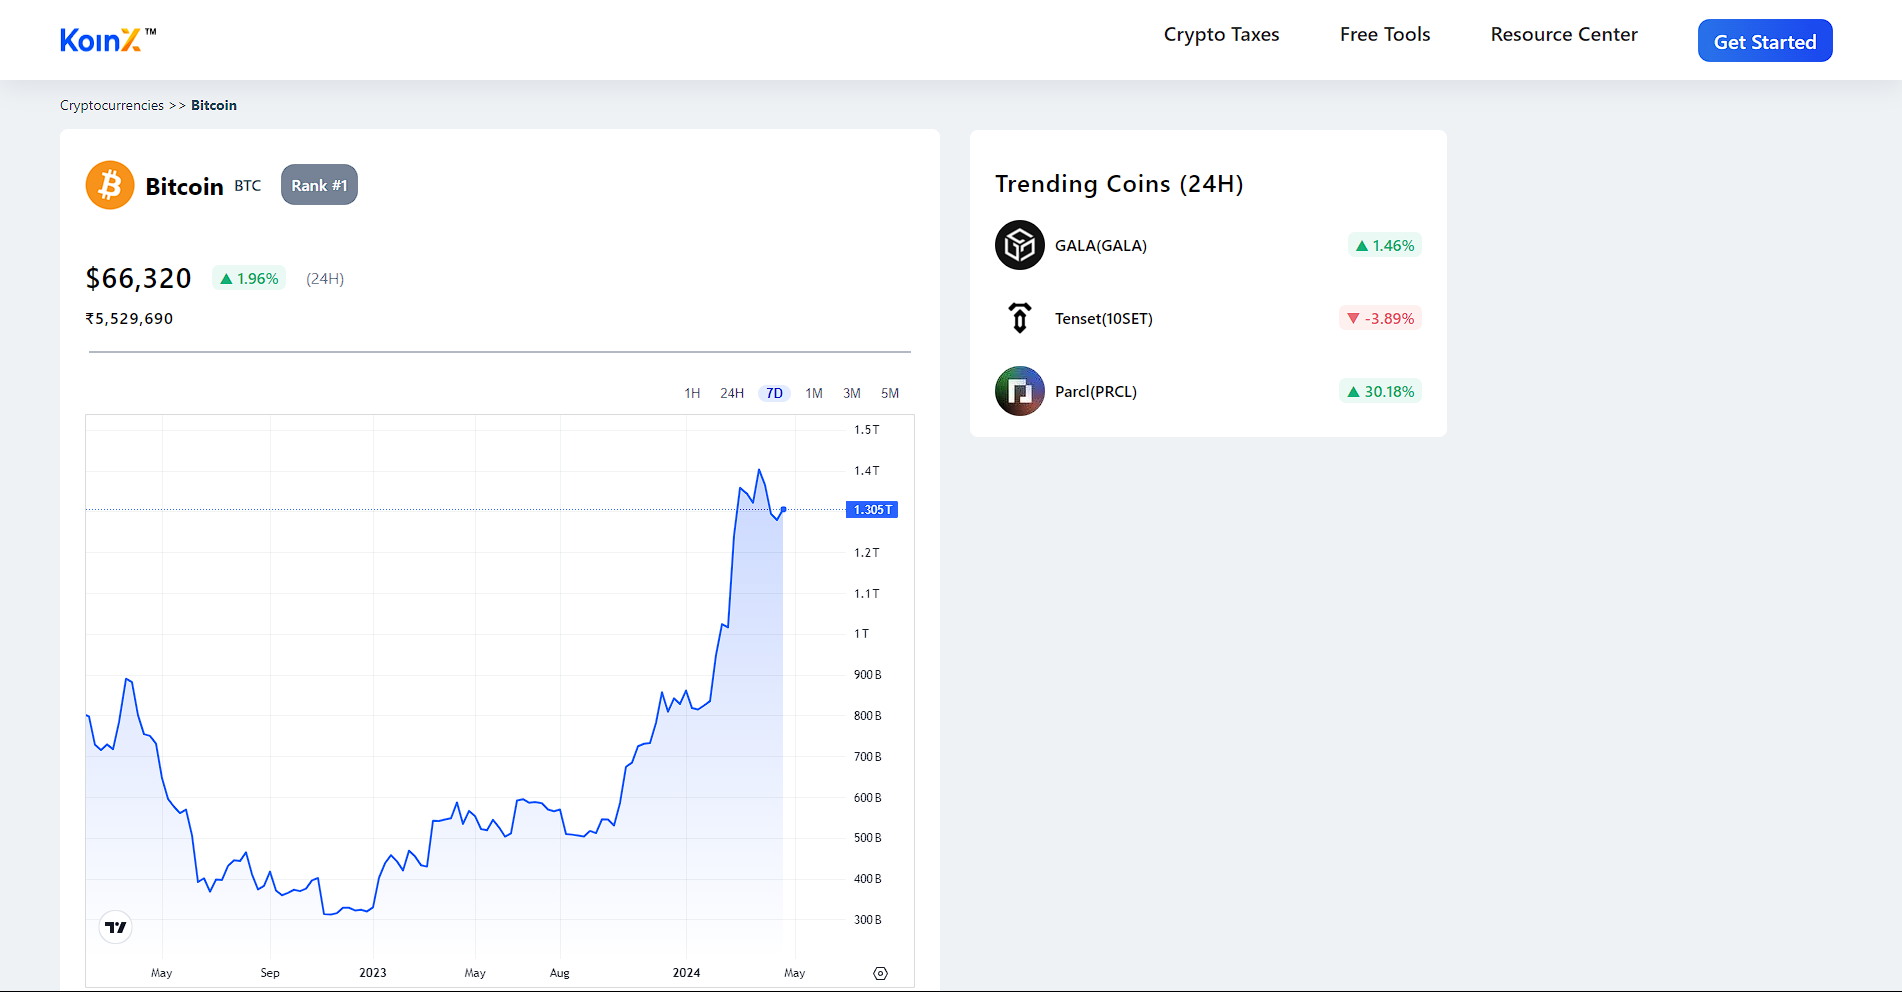 KoinX™
Crypto Taxes
Free Tools
Resource Center
Get Started
Cryptocurrencies >> Bitcoin
Bitcoin BTC Rank #1
$66,320 ▲ 1.96% (24H)
₹5,529,690
1H 24H 7D 1M 3M 5M
1.5T
1.4T
1.305T
1.2T
1.1T
1T
900B
800B
700B
600B
500B
400B
300B
May Sep 2023 May Aug 2024 May
Trending Coins (24H)
GALA(GALA) ▲ 1.46%
Tenset(10SET) ▼ -3.89%
Parcl(PRCL) ▲ 30.18%